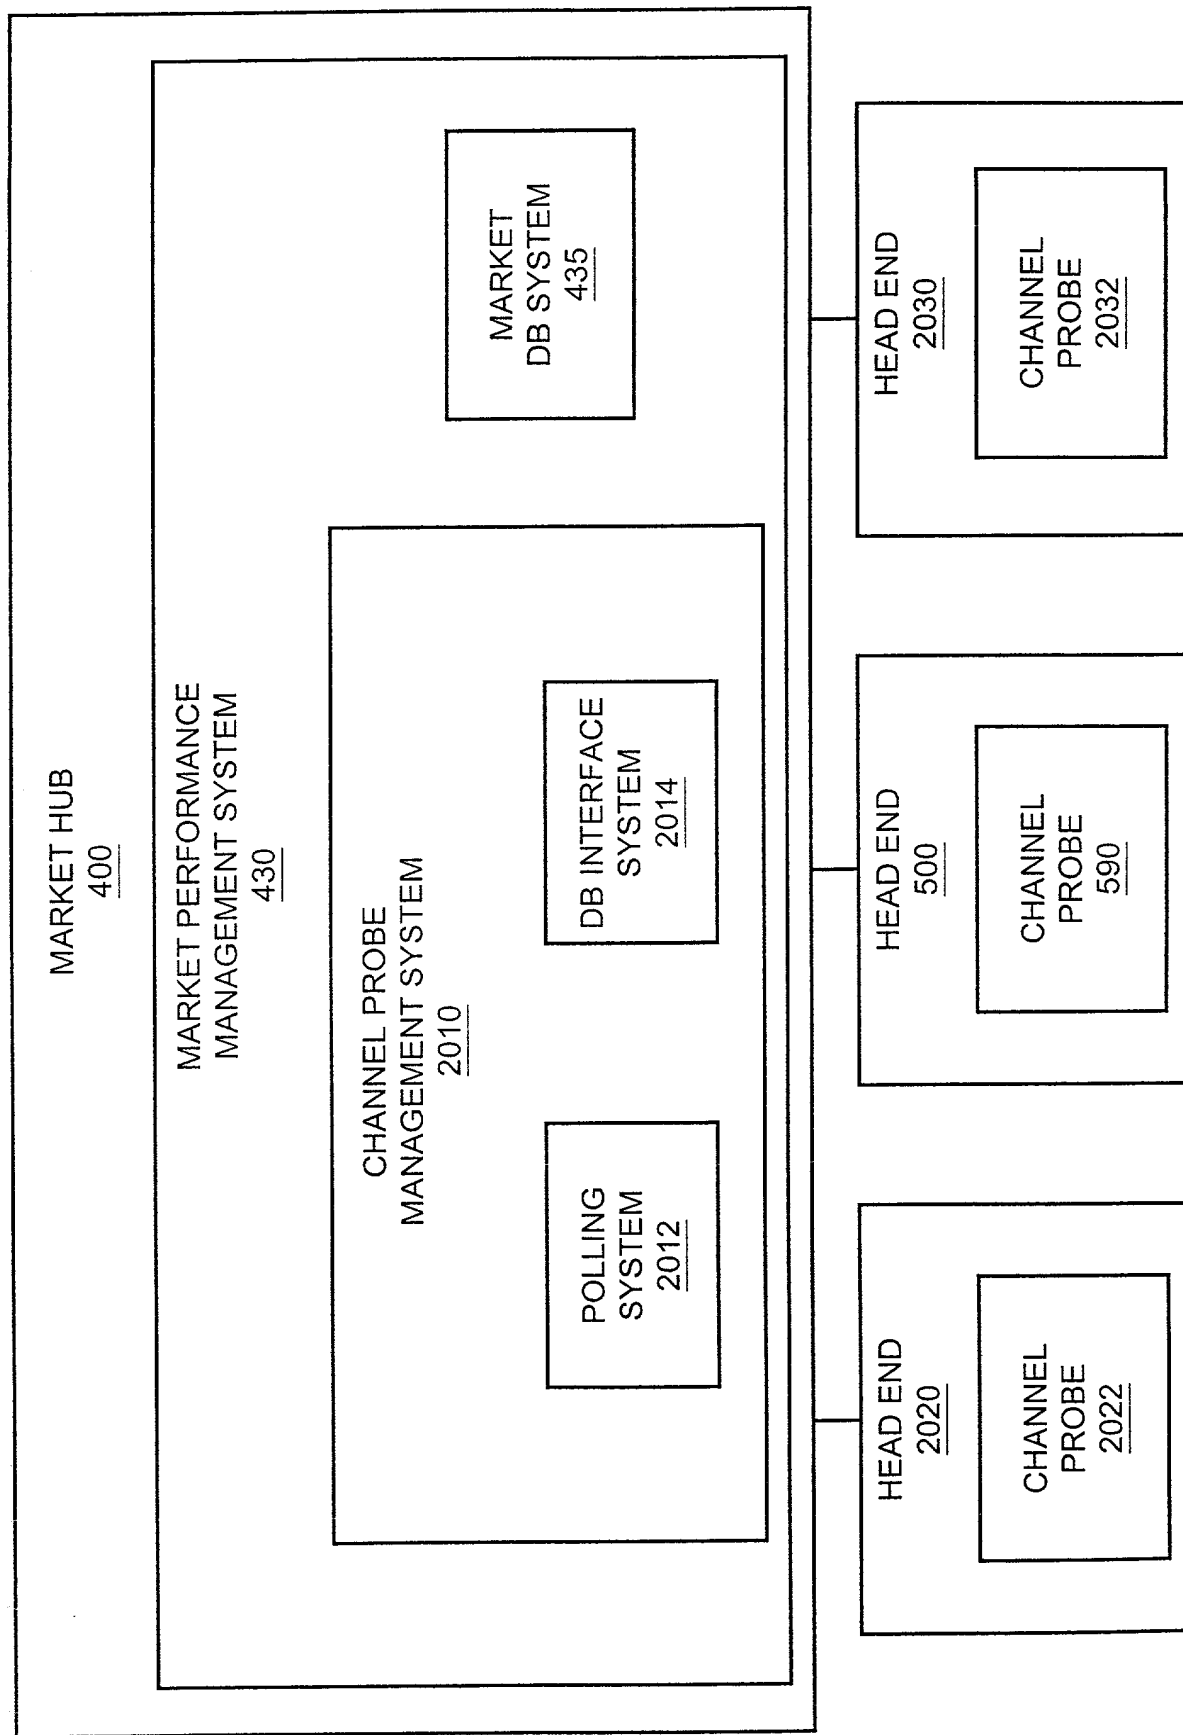 MARKET HUB
400
MARKET PERFORMANCE
MANAGEMENT SYSTEM
430
CHANNEL PROBE
MANAGEMENT SYSTEM
2010
POLLING
SYSTEM
2012
DB INTERFACE
SYSTEM
2014
MARKET
DB SYSTEM
435
HEAD END
2020
CHANNEL
PROBE
2022
HEAD END
500
CHANNEL
PROBE
590
HEAD END
2030
CHANNEL
PROBE
2032